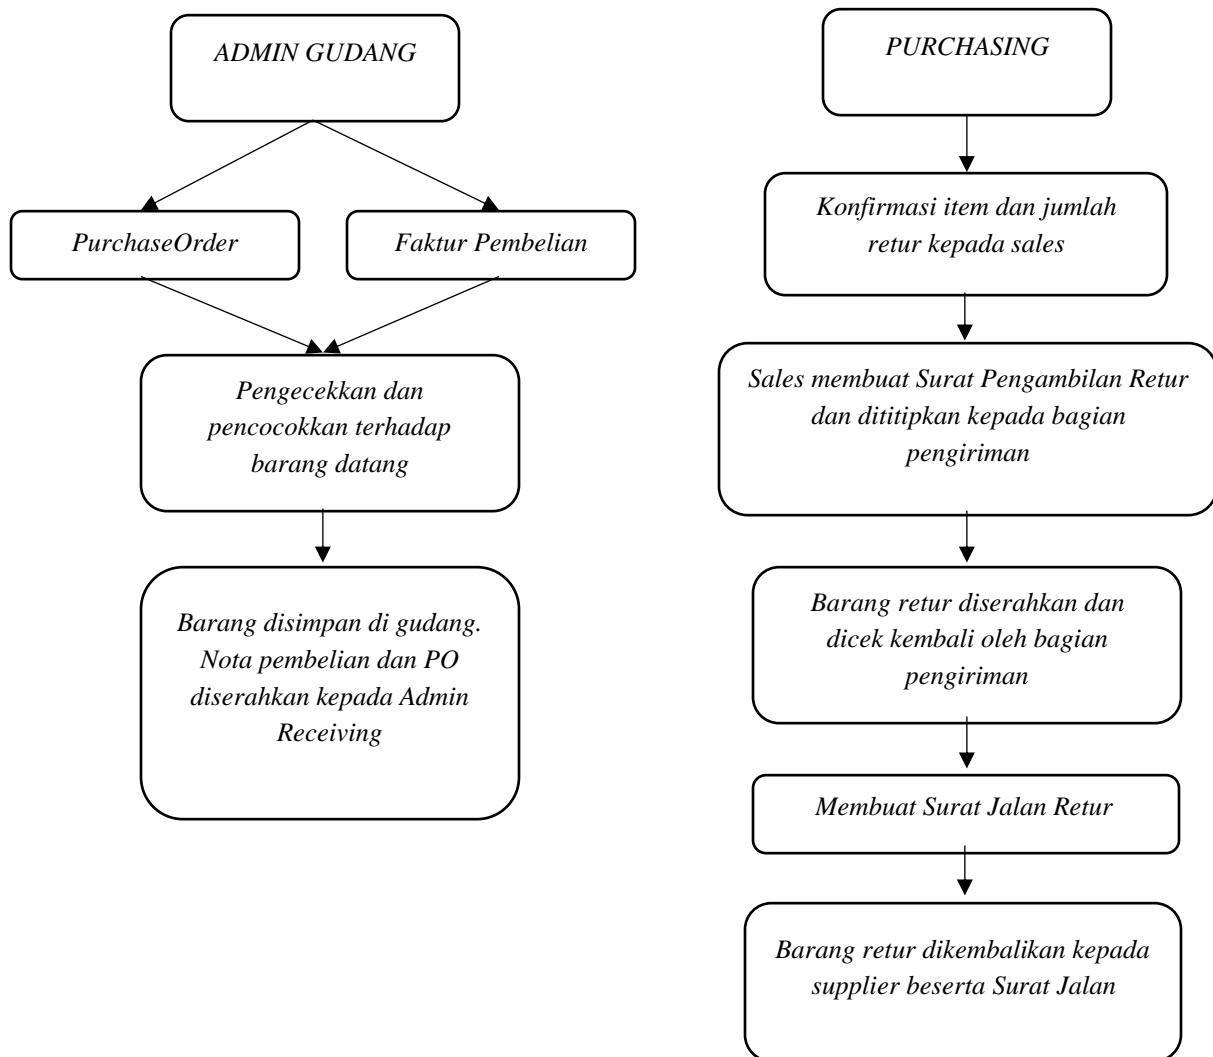 ADMIN GUDANG
PurchaseOrder
Faktur Pembelian
Pengecekkan dan
pencocokkan terhadap
barang datang
Barang disimpan di gudang.
Nota pembelian dan PO
diserahkan kepada Admin
Receiving
PURCHASING
Konfirmasi item dan jumlah
retur kepada sales
Sales membuat Surat Pengambilan Retur
dan dititipkan kepada bagian
pengiriman
Barang retur diserahkan dan
dicek kembali oleh bagian
pengiriman
Membuat Surat Jalan Retur
Barang retur dikembalikan kepada
supplier beserta Surat Jalan